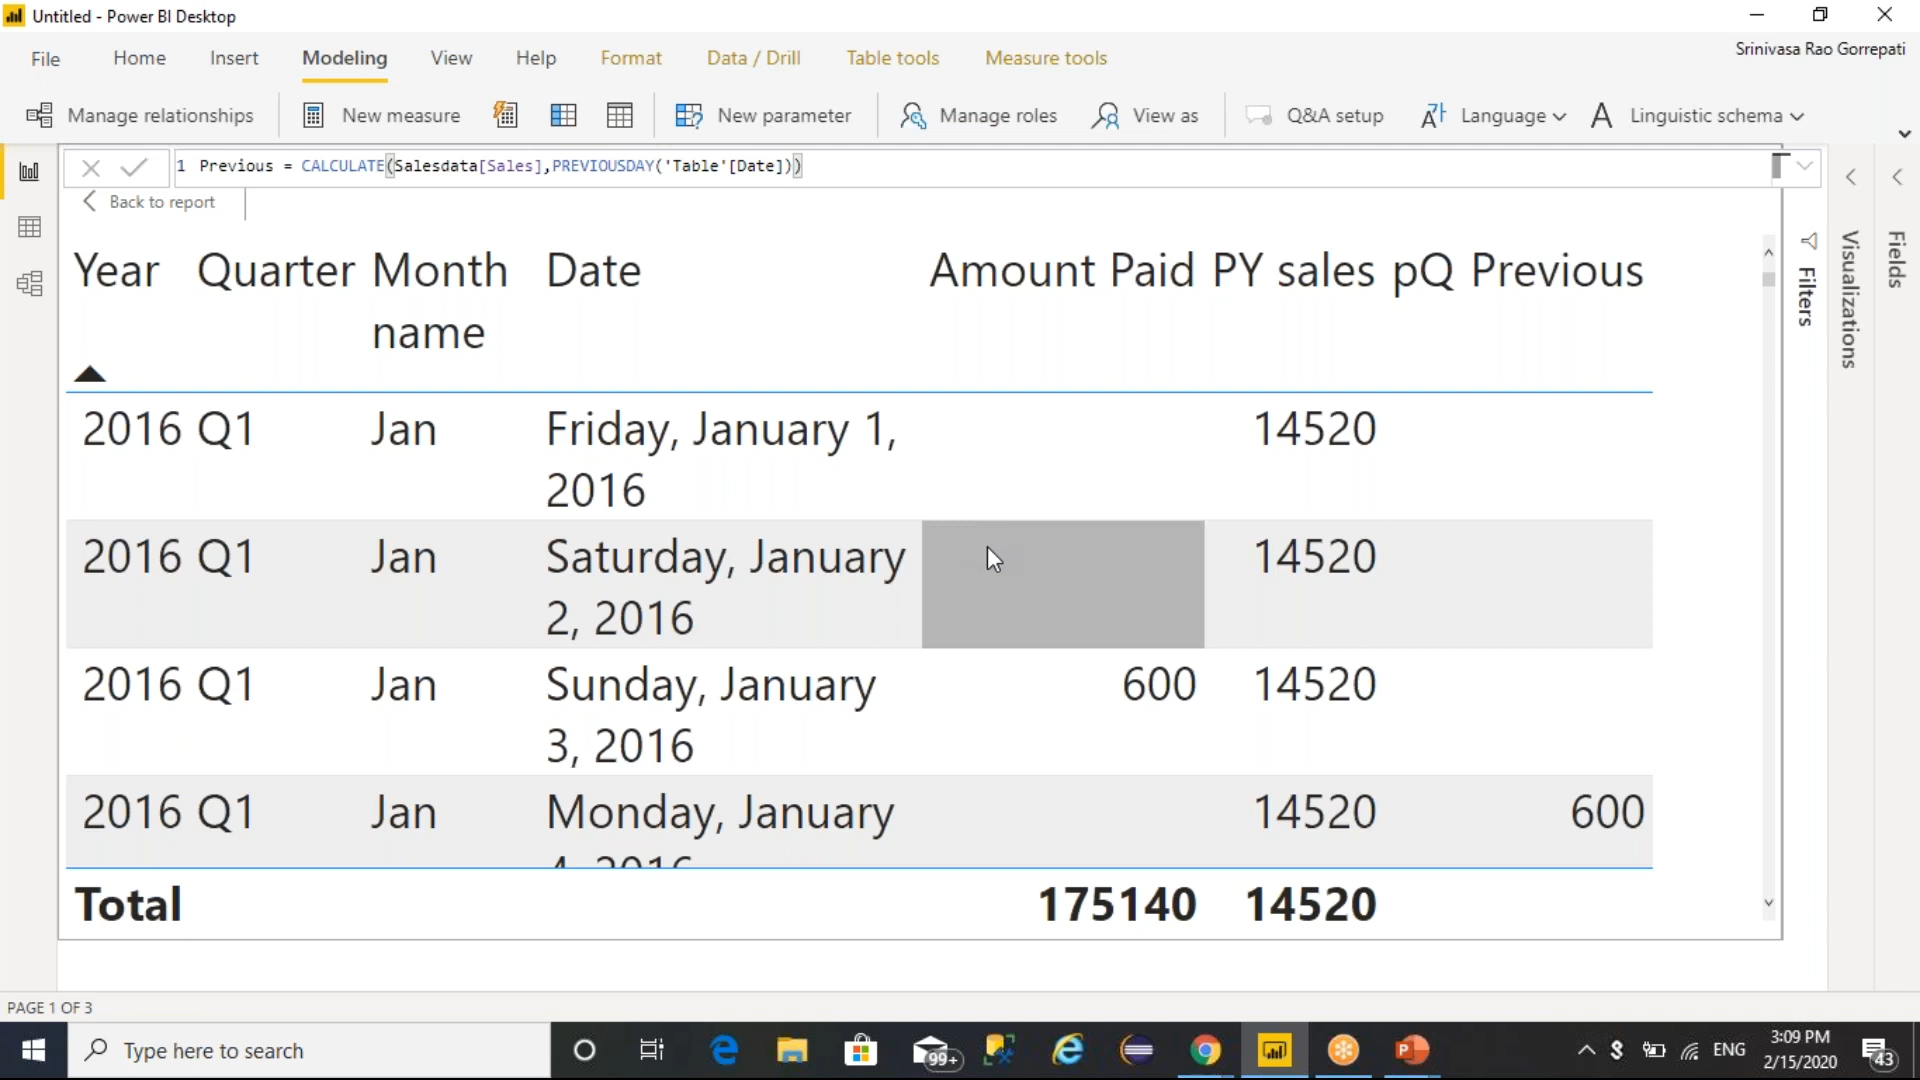 Untitled - Power BI Desktop
Srinivasa Rao Gorrepati
File Home Insert Modeling View Help Format Data / Drill Table tools Measure tools
Manage relationships New measure New parameter Manage roles View as Q&A setup Language Linguistic schema
1 Previous = CALCULATE(Salesdata[Sales],PREVIOUSDAY('Table'[Date]))
Back to report
Year Quarter Month Date Amount Paid PY sales pQ Previous
name
2016 Q1 Jan Friday, January 1, 14520
2016
2016 Q1 Jan Saturday, January 14520
2, 2016
2016 Q1 Jan Sunday, January 600 14520
3, 2016
2016 Q1 Jan Monday, January 14520 600
4, 2016
Total 175140 14520
Filters
Visualizations
Fields
PAGE 1 OF 3
Type here to search
99+
ENG
3:09 PM
2/15/2020
43